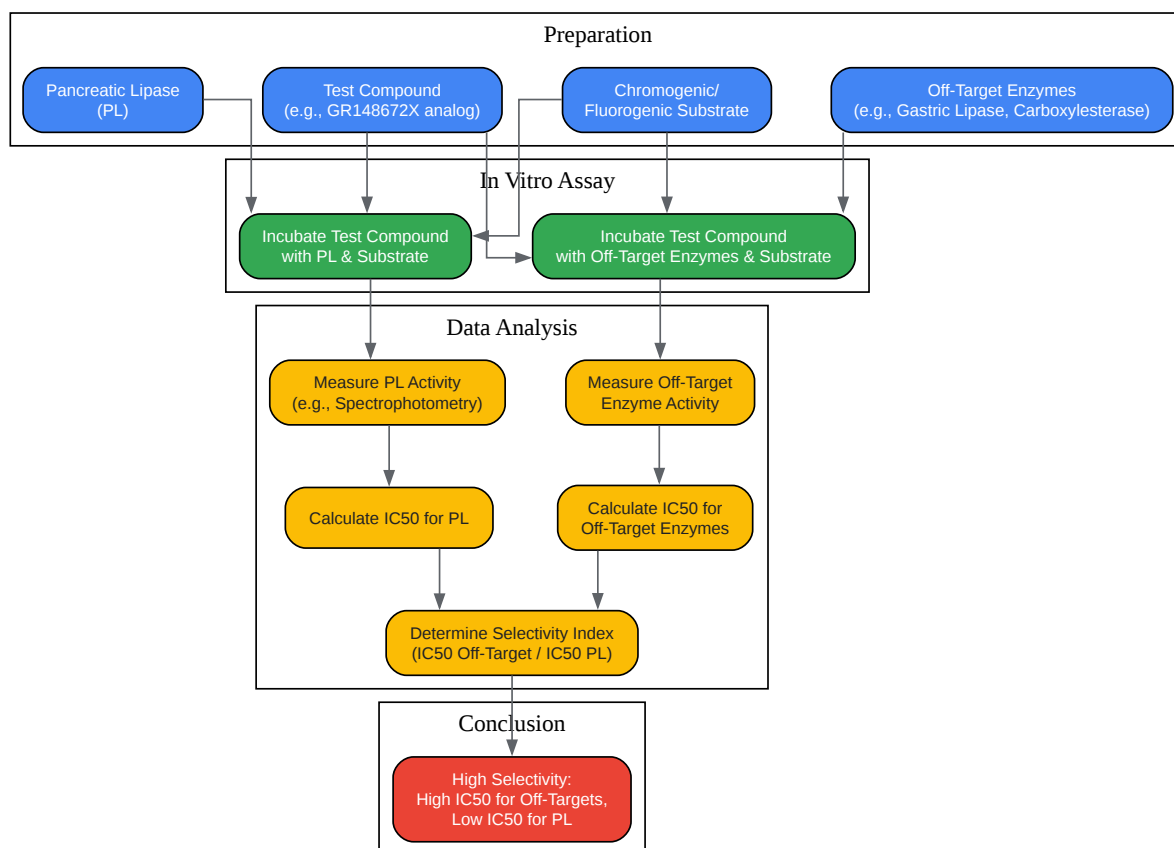 Preparation
Pancreatic Lipase
(PL)
Test Compound
(e.g., GR148672X analog)
Chromogenic/
Fluorogenic Substrate
Off-Target Enzymes
(e.g., Gastric Lipase, Carboxylesterase)
In Vitro Assay
Incubate Test Compound
with PL & Substrate
Incubate Test Compound
with Off-Target Enzymes & Substrate
Data Analysis
Measure PL Activity
(e.g., Spectrophotometry)
Measure Off-Target
Enzyme Activity
Calculate IC50 for PL
Calculate IC50 for
Off-Target Enzymes
Determine Selectivity Index
(IC50 Off-Target / IC50 PL)
Conclusion
High Selectivity:
High IC50 for Off-Targets,
Low IC50 for PL